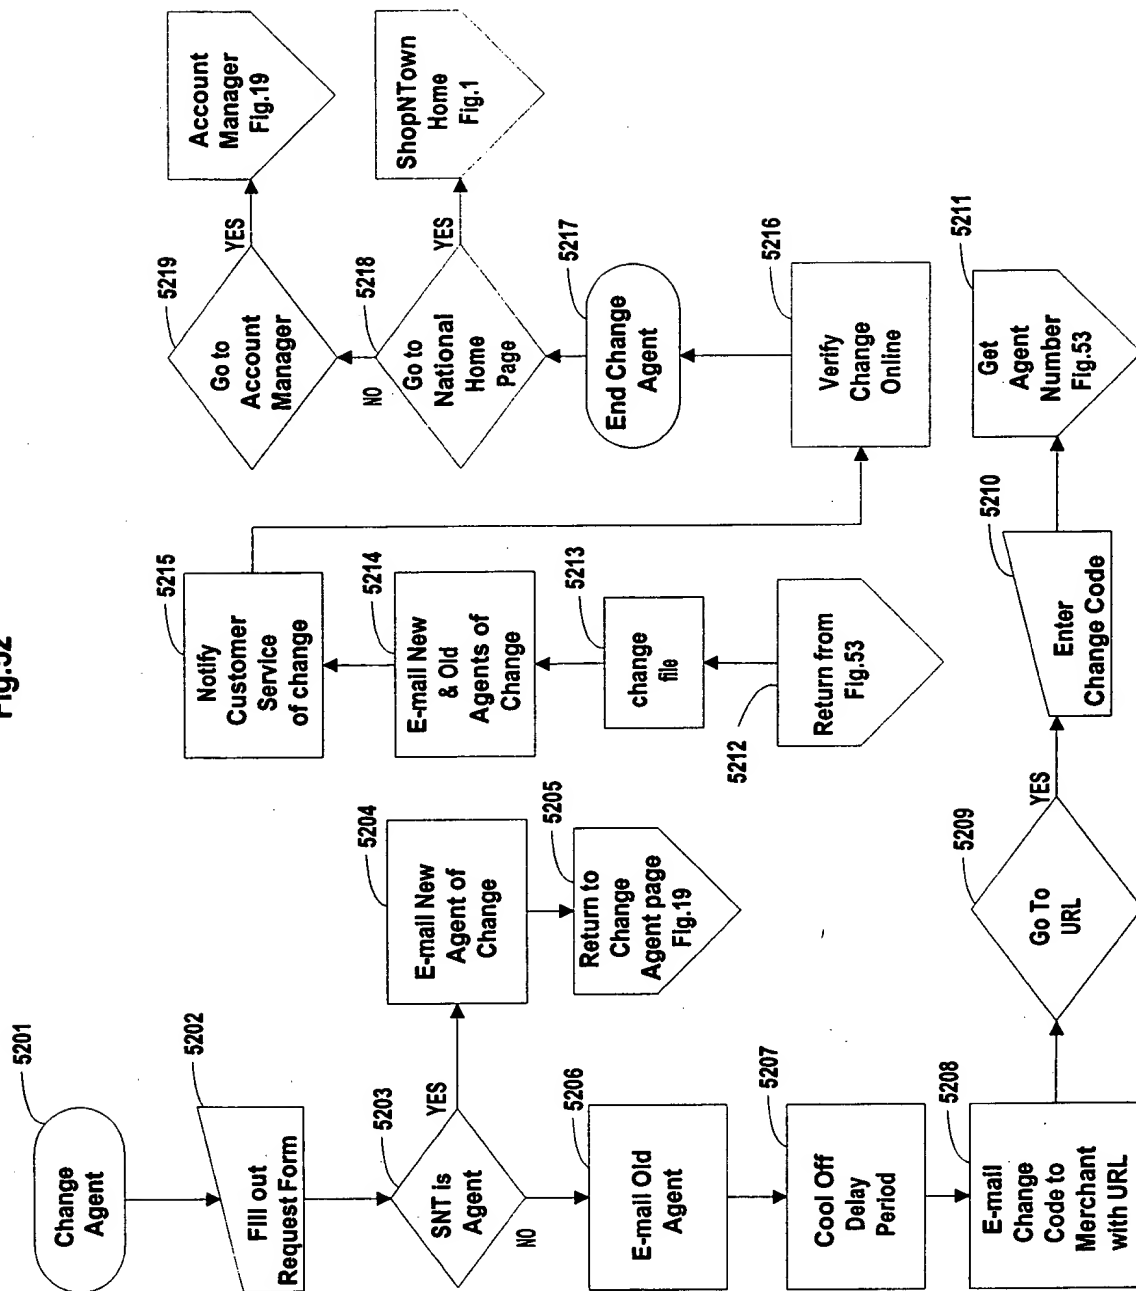 Fig.52
5201
Change
Agent
5202
Fill out
Request Form
5203
SNT is
Agent
YES
NO
5204
E-mail New
Agent of
Change
5205
Return to
Change
Agent page
Fig.19
5206
E-mail Old
Agent
5207
Cool Off
Delay
Period
5208
E-mail
Change
Code to
Merchant
with URL
5209
Go To
URL
YES
5210
Enter
Change Code
5211
Get
Agent
Number
Fig.53
5212
Return from
Fig.53
5213
change
file
5214
E-mail New
& Old
Agents of
Change
5215
Notify
Customer
Service
of change
5216
Verify
Change
Online
5217
End Change
Agent
5218
Go to
National
Home
Page
YES
NO
ShopNTown
Home
Fig.1
5219
Go to
Account
Manager
YES
Account
Manager
Fig.19